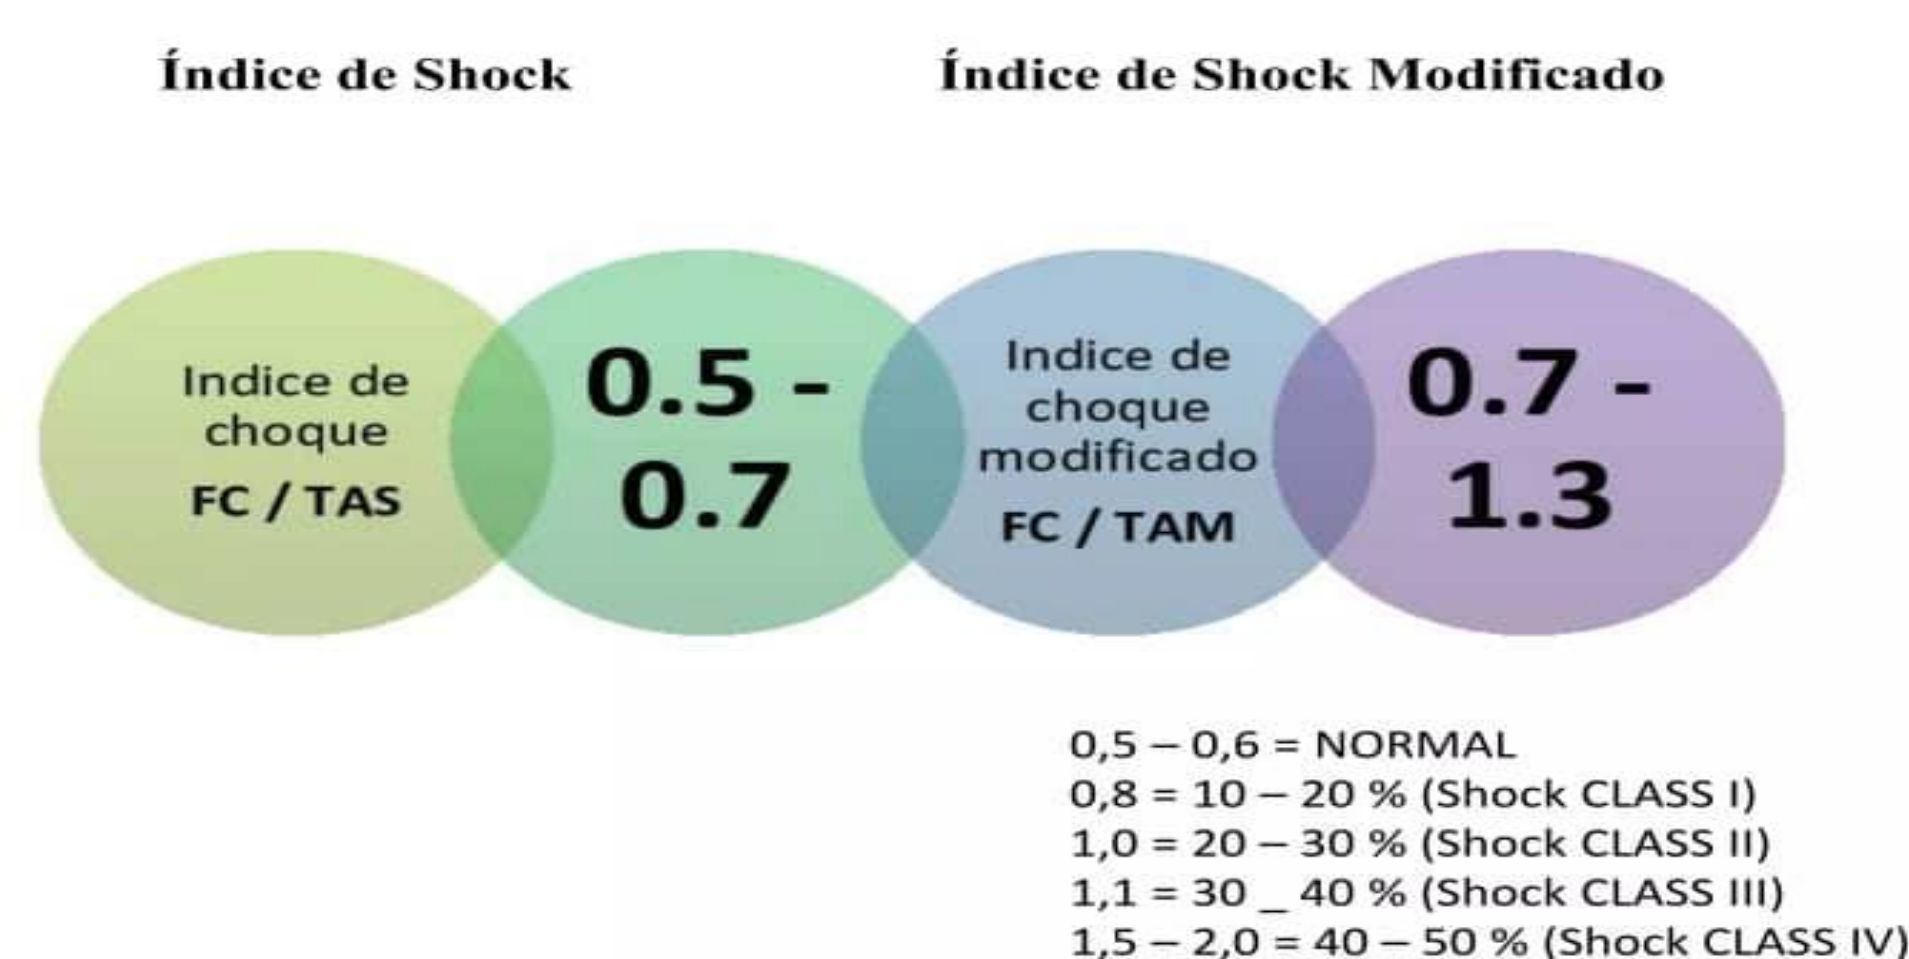 Índice de Shock
Índice de Shock Modificado
Indice de
choque
FC / TAS
0.5 -
0.7
Indice de
choque
modificado
FC / TAM
0.7 -
1.3
0,5 – 0,6 = NORMAL
0,8 = 10 – 20 % (Shock CLASS I)
1,0 = 20 – 30 % (Shock CLASS II)
1,1 = 30 _ 40 % (Shock CLASS III)
1,5 – 2,0 = 40 – 50 % (Shock CLASS IV)